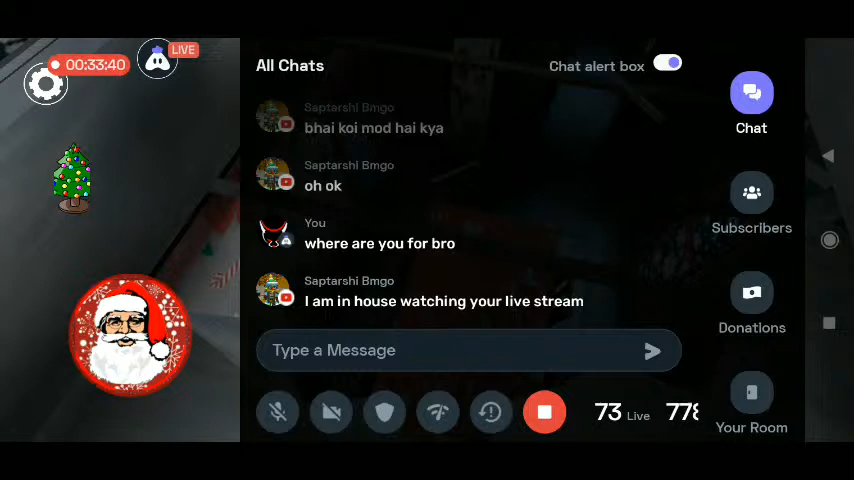 00:33:40
LIVE
All Chats
Chat alert box
Saptarshi Bmgo
bhai koi mod hai kya
Saptarshi Bmgo
oh ok
You
where are you for bro
Saptarshi Bmgo
I am in house watching your live stream
Type a Message
73 Live 778
Chat
Subscribers
Donations
Your Room